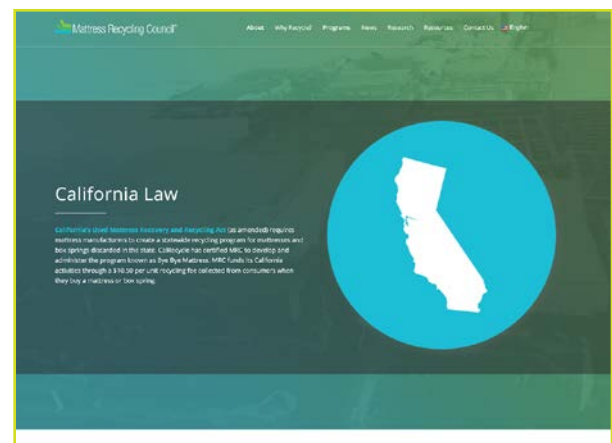 Mattress Recycling Council
About Why Recycle? Programs News Research Resources Contact Us English
California Law
California's Used Mattress Recovery and Recycling Act (as amended) requires
mattress manufacturers to create a statewide recycling program for mattresses and
box springs discarded in the state. CalRecycle has certified MRC to develop and
administer the program known as Bye Bye Mattress. MRC funds its California
activities through a $10.50 per unit recycling fee collected from consumers when
they buy a mattress or box spring.